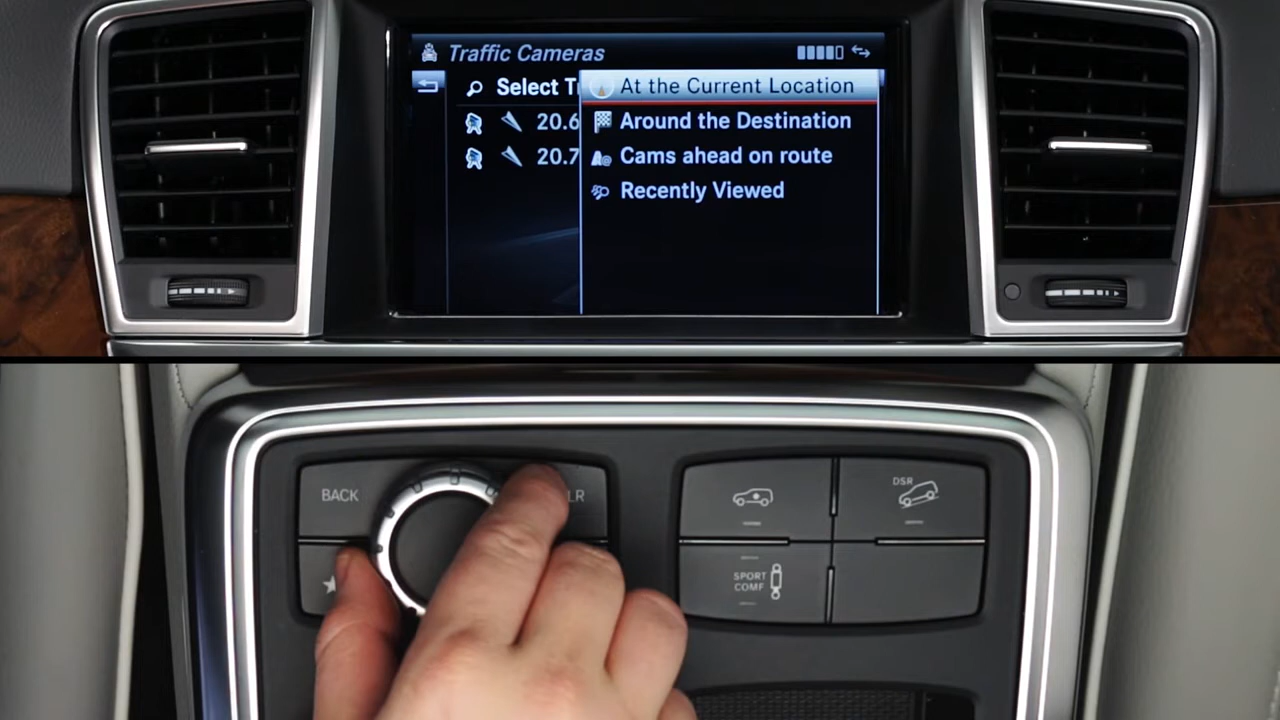 Traffic Cameras
Select T
At the Current Location
20.6
Around the Destination
20.7
Cams ahead on route
Recently Viewed
BACK
LR
DSR
SPORT
COMF